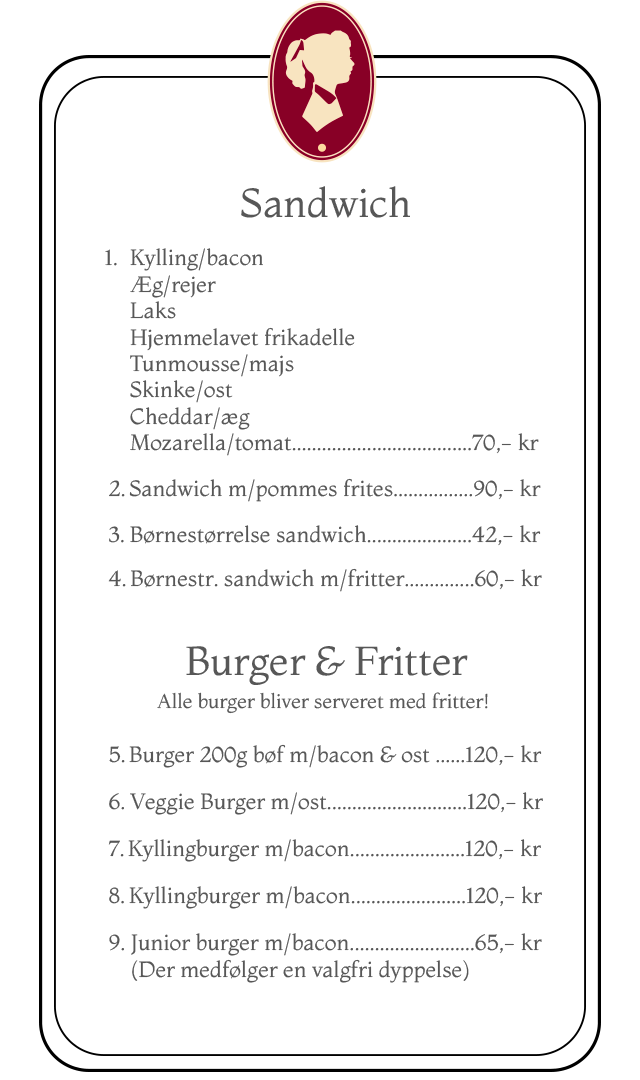 Sandwich
1. Kylling/bacon
Æg/rejer
Laks
Hjemmelavet frikadelle
Tunmousse/majs
Skinke/ost
Cheddar/æg
Mozarella/tomat...................................70,– kr
2. Sandwich m/pommes frites...............90,– kr
3. Børnestørrelse sandwich....................42,– kr
4. Børnestr. sandwich m/fritter.............60,– kr
Burger & Fritter
Alle burger bliver serveret med fritter!
5. Burger 200g bøf m/bacon & ost ......120,– kr
6. Veggie Burger m/ost...........................120,– kr
7. Kyllingburger m/bacon......................120,– kr
8. Kyllingburger m/bacon......................120,– kr
9. Junior burger m/bacon........................65,– kr
(Der medfølger en valgfri dyppelse)